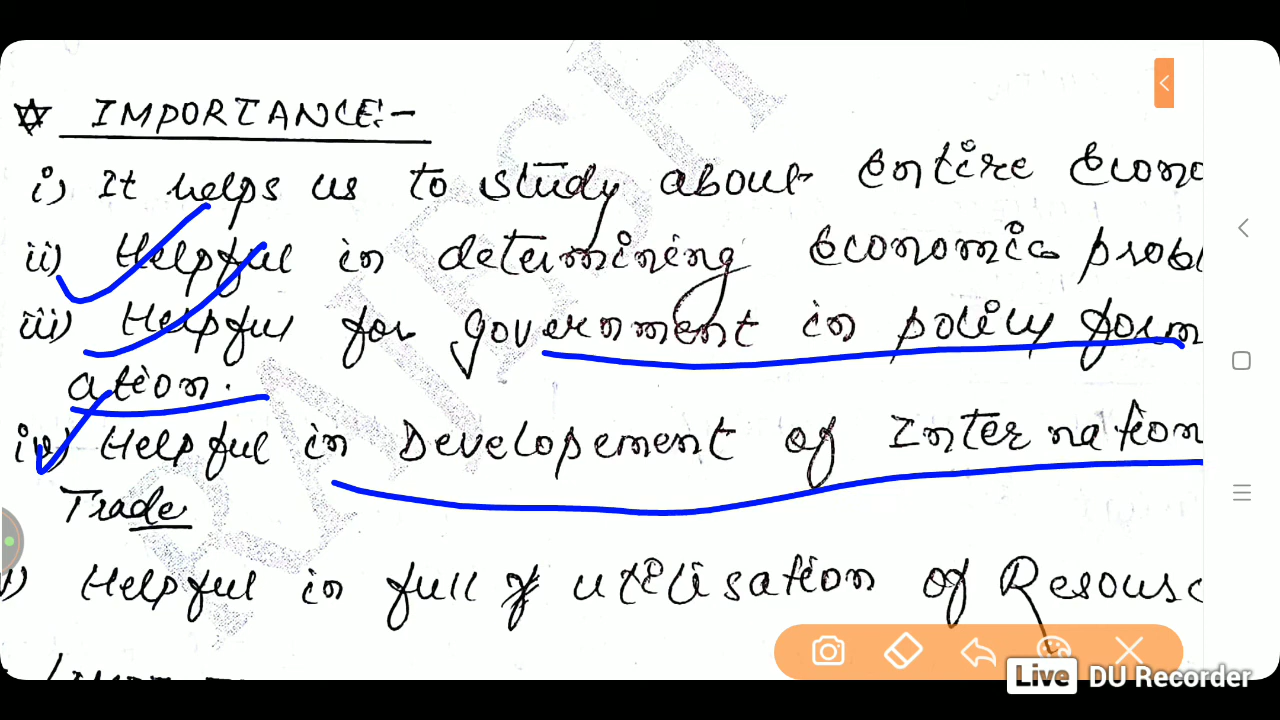 IMPORTANCE:-
i) It helps us to study about entire Econo
ii) Helpful in determining Economic probl
iii) Helpful for government in policy form
ation.
iv) Helpful in Developement of Internation
Trade
v) Helpful in full utilisation of Resourc
Live DU Recorder